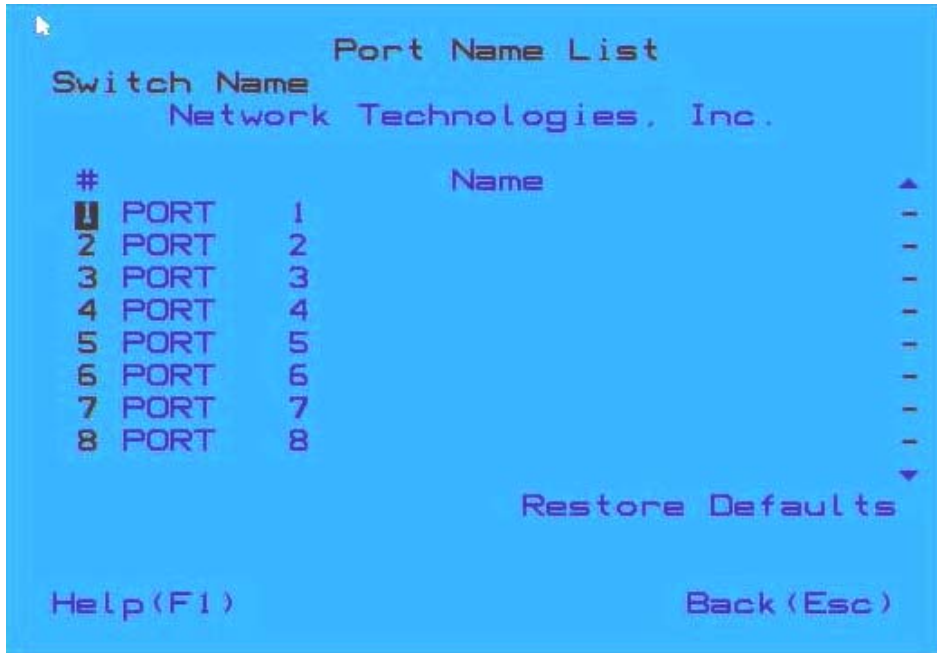 Port Name List
Switch Name
Network Technologies, Inc.
# Name
1 PORT 1
2 PORT 2
3 PORT 3
4 PORT 4
5 PORT 5
6 PORT 6
7 PORT 7
8 PORT 8
Restore Defaults
Help(F1) Back(Esc)